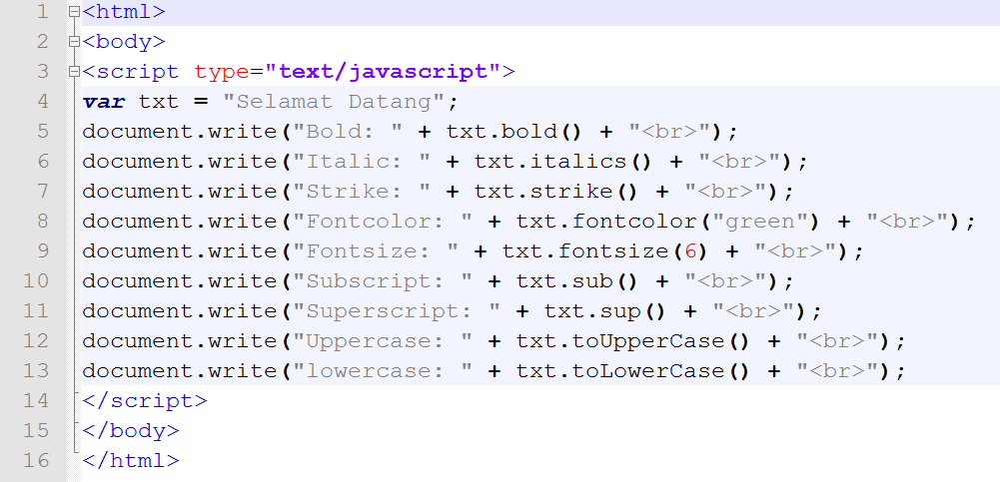 1 <html>
2 <body>
3 <script type="text/javascript">
4 var txt = "Selamat Datang";
5 document.write("Bold: " + txt.bold() + "<br>");
6 document.write("Italic: " + txt.italics() + "<br>");
7 document.write("Strike: " + txt.strike() + "<br>");
8 document.write("Fontcolor: " + txt.fontcolor("green") + "<br>");
9 document.write("Fontsize: " + txt.fontsize(6) + "<br>");
10 document.write("Subscript: " + txt.sub() + "<br>");
11 document.write("Superscript: " + txt.sup() + "<br>");
12 document.write("Uppercase: " + txt.toUpperCase() + "<br>");
13 document.write("lowercase: " + txt.toLowerCase() + "<br>");
14 </script>
15 </body>
16 </html>